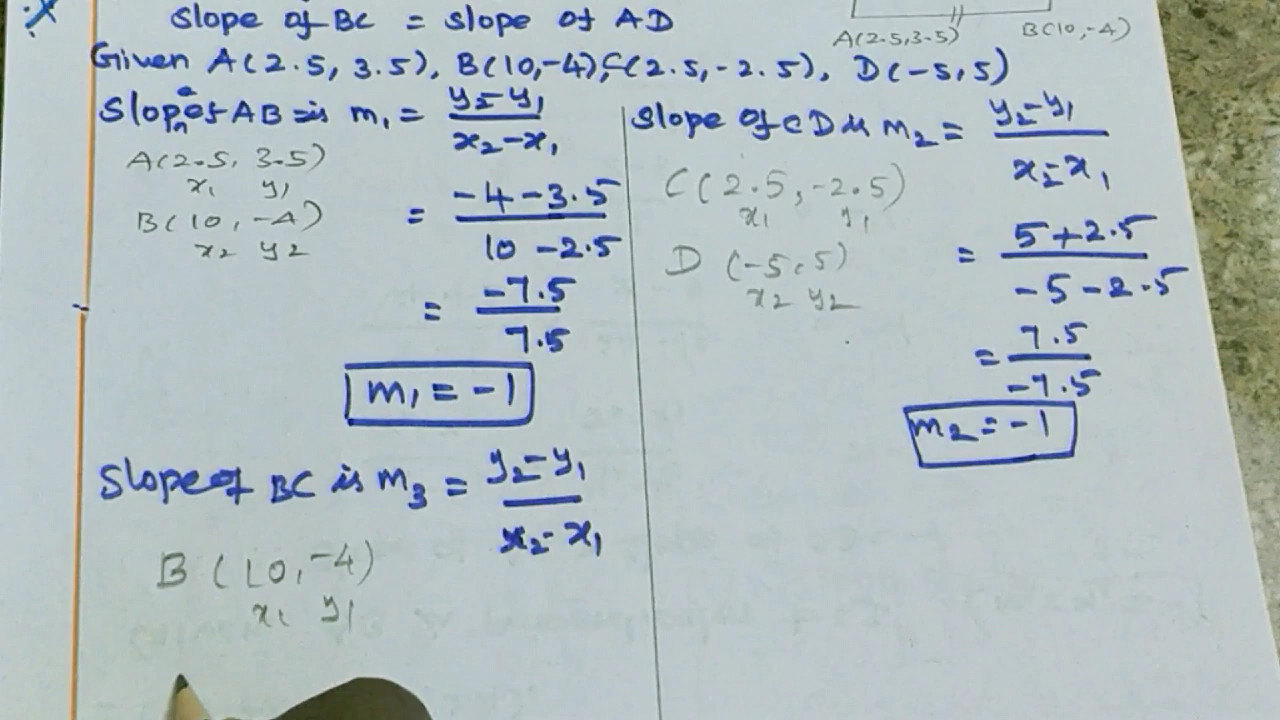 Slope of BC = slope of AD
A(2.5,3.5) B(10,-4)
Given A(2.5, 3.5), B(10,-4), C(2.5,-2.5), D(-5,5)
Slope of AB is m₁ = y₂-y₁ / x₂-x₁
A(2.5, 3.5)
x₁ y₁
B(10, -4)
x₂ y₂
= -4-3.5 / 10-2.5
= -7.5 / 7.5
m₁ = -1
Slope of CD is m₂ = y₂-y₁ / x₂-x₁
C(2.5,-2.5)
x₁ y₁
D (-5,5)
x₂ y₂
= 5+2.5 / -5-2.5
= 7.5 / -7.5
m₂ = -1
Slope of BC is m₃ = y₂-y₁ / x₂-x₁
B(10,-4)
x₁ y₁